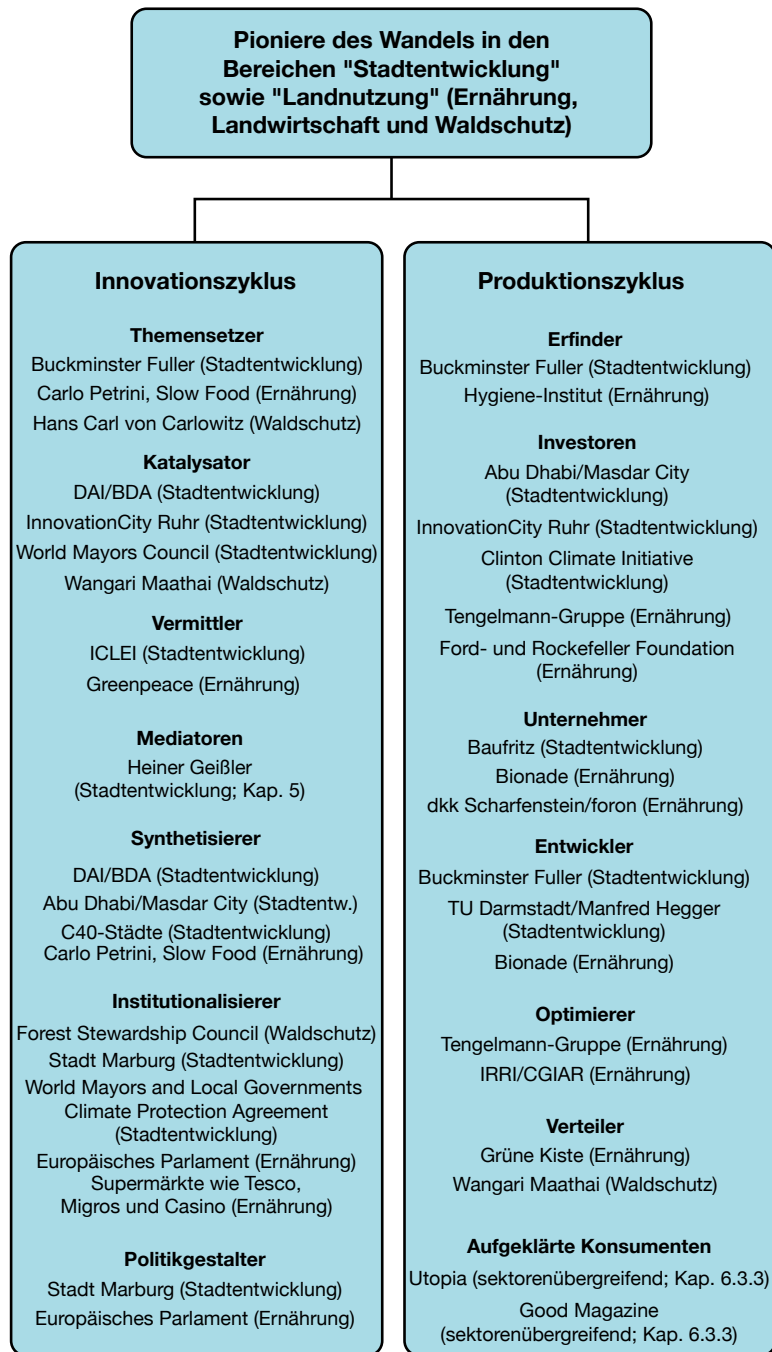 Pioniere des Wandels in den
Bereichen "Stadtentwicklung"
sowie "Landnutzung" (Ernährung,
Landwirtschaft und Waldschutz)
Innovationszyklus
Themensetzer
Buckminster Fuller (Stadtentwicklung)
Carlo Petrini, Slow Food (Ernährung)
Hans Carl von Carlowitz (Waldschutz)
Katalysator
DAI/BDA (Stadtentwicklung)
InnovationCity Ruhr (Stadtentwicklung)
World Mayors Council (Stadtentwicklung)
Wangari Maathai (Waldschutz)
Vermittler
ICLEI (Stadtentwicklung)
Greenpeace (Ernährung)
Mediatoren
Heiner Geißler
(Stadtentwicklung; Kap. 5)
Synthetisierer
DAI/BDA (Stadtentwicklung)
Abu Dhabi/Masdar City (Stadtentw.)
C40-Städte (Stadtentwicklung)
Carlo Petrini, Slow Food (Ernährung)
Institutionalisierer
Forest Stewardship Council (Waldschutz)
Stadt Marburg (Stadtentwicklung)
World Mayors and Local Governments
Climate Protection Agreement
(Stadtentwicklung)
Europäisches Parlament (Ernährung)
Supermärkte wie Tesco,
Migros und Casino (Ernährung)
Politikgestalter
Stadt Marburg (Stadtentwicklung)
Europäisches Parlament (Ernährung)
Produktionszyklus
Erfinder
Buckminster Fuller (Stadtentwicklung)
Hygiene-Institut (Ernährung)
Investoren
Abu Dhabi/Masdar City
(Stadtentwicklung)
InnovationCity Ruhr (Stadtentwicklung)
Clinton Climate Initiative
(Stadtentwicklung)
Tengelmann-Gruppe (Ernährung)
Ford- und Rockefeller Foundation
(Ernährung)
Unternehmer
Baufritz (Stadtentwicklung)
Bionade (Ernährung)
dkk Scharfenstein/foron (Ernährung)
Entwickler
Buckminster Fuller (Stadtentwicklung)
TU Darmstadt/Manfred Hegger
(Stadtentwicklung)
Bionade (Ernährung)
Optimierer
Tengelmann-Gruppe (Ernährung)
IRRI/CGIAR (Ernährung)
Verteiler
Grüne Kiste (Ernährung)
Wangari Maathai (Waldschutz)
Aufgeklärte Konsumenten
Utopia (sektorenübergreifend; Kap. 6.3.3)
Good Magazine
(sektorenübergreifend; Kap. 6.3.3)